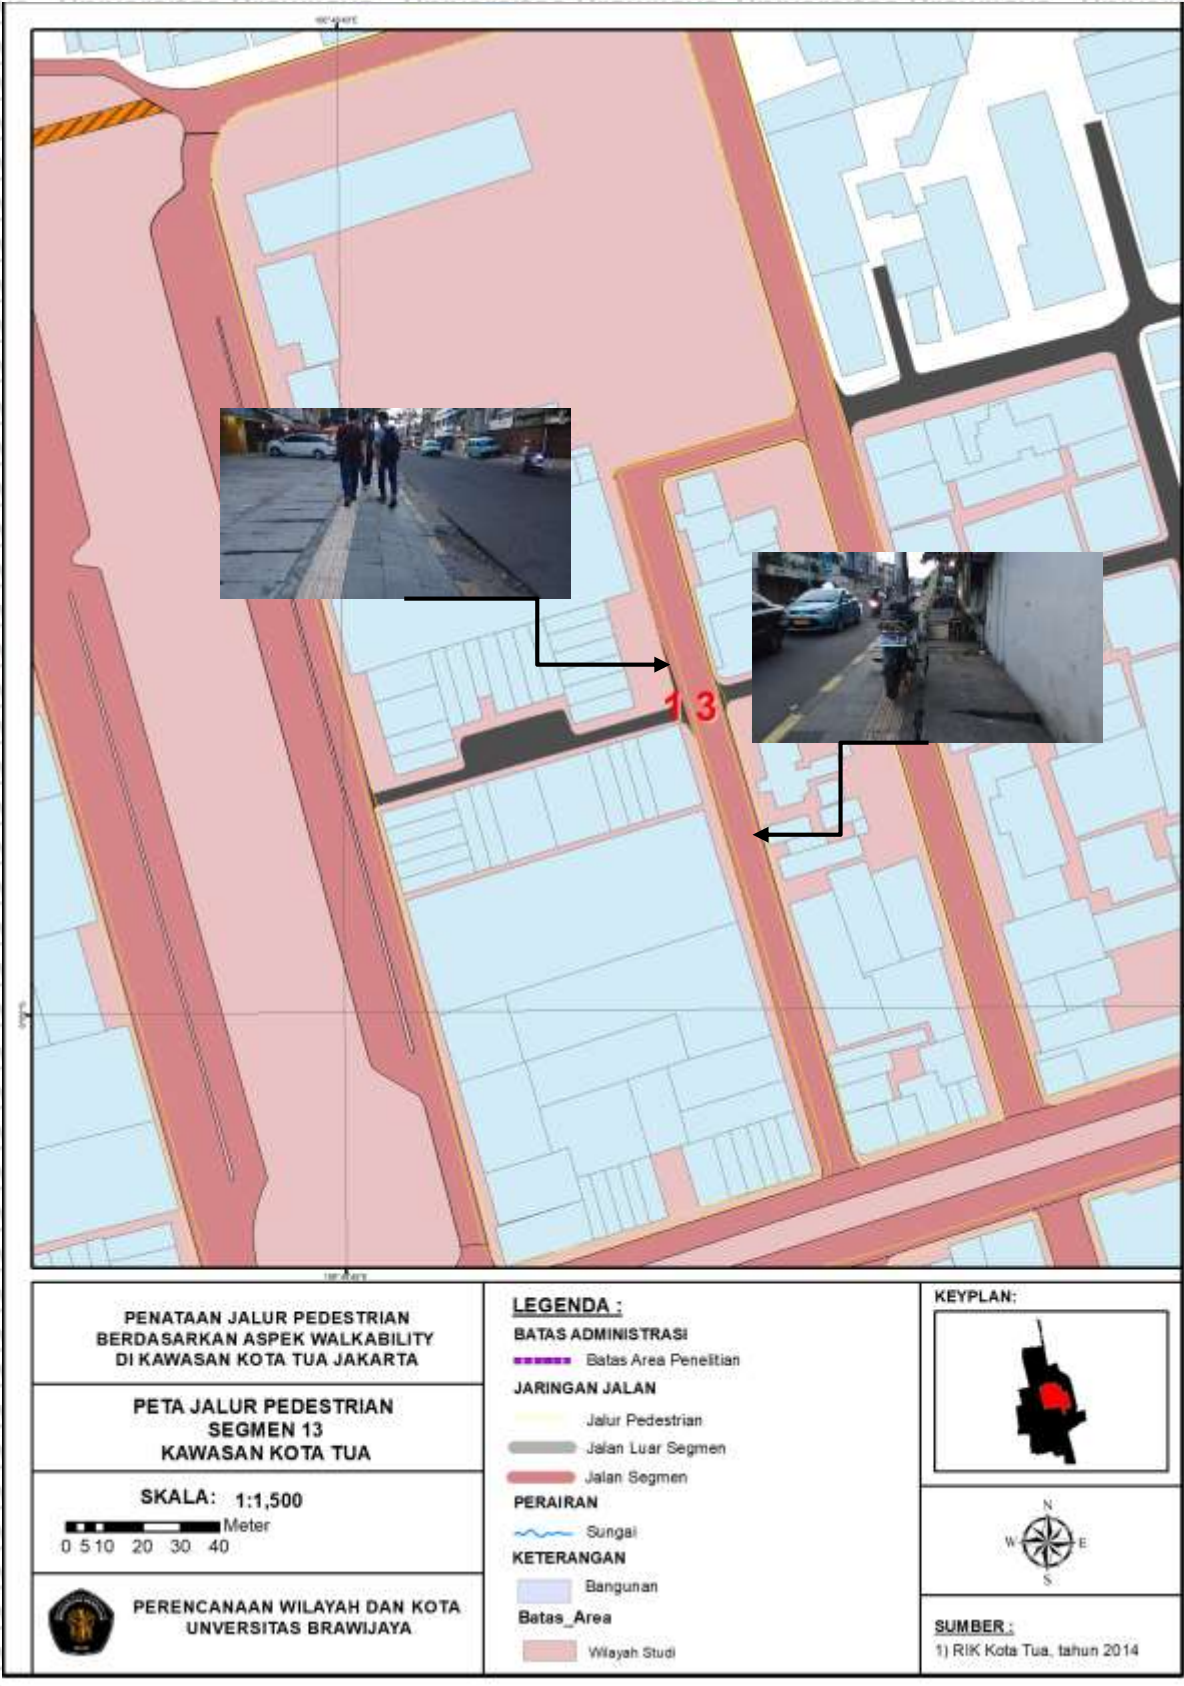 13
PENATAAN JALUR PEDESTRIAN
BERDASARKAN ASPEK WALKABILITY
DI KAWASAN KOTA TUA JAKARTA
PETA JALUR PEDESTRIAN
SEGMEN 13
KAWASAN KOTA TUA
SKALA: 1:1,500
Meter
0 5 10 20 30 40
PERENCANAAN WILAYAH DAN KOTA
UNVERSITAS BRAWIJAYA
LEGENDA :
BATAS ADMINISTRASI
Batas Area Penelitian
JARINGAN JALAN
Jalur Pedestrian
Jalan Luar Segmen
Jalan Segmen
PERAIRAN
Sungai
KETERANGAN
Bangunan
Batas_Area
Wilayah Studi
KEYPLAN:
N
W E
S
SUMBER :
1) RIK Kota Tua, tahun 2014